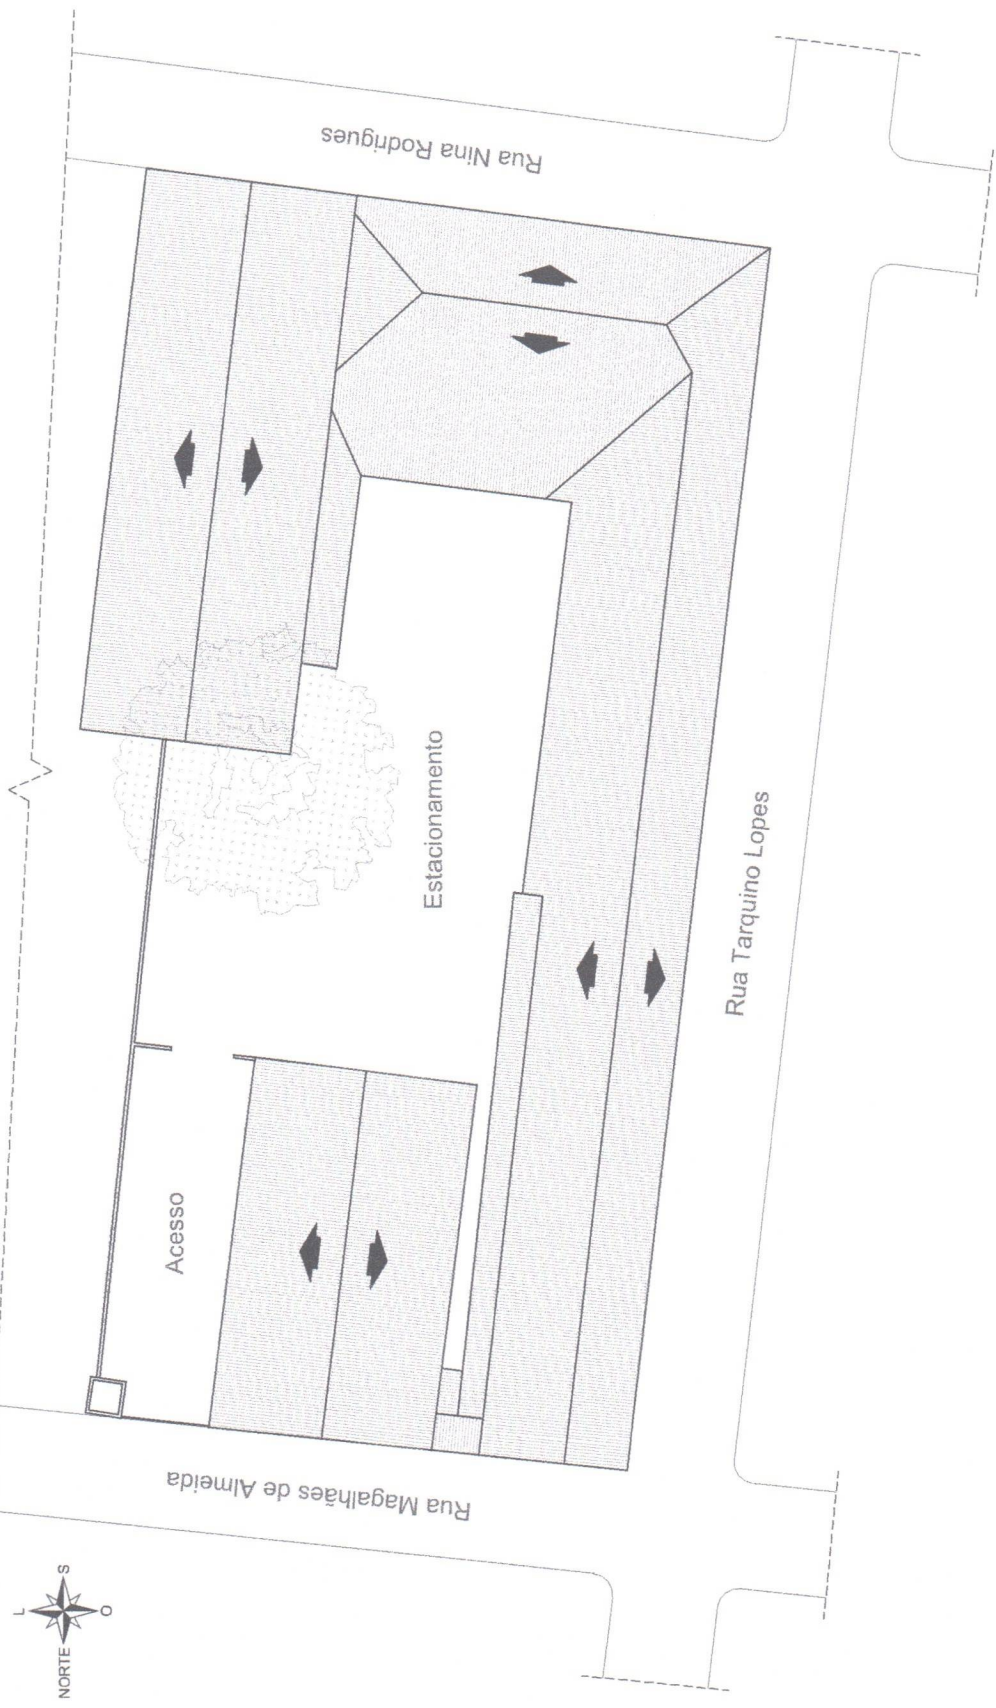 Rua Nina Rodrigues
Estacionamento
Rua Tarquino Lopes
Acesso
Rua Magalhães de Almeida
L
S
O
NORTE